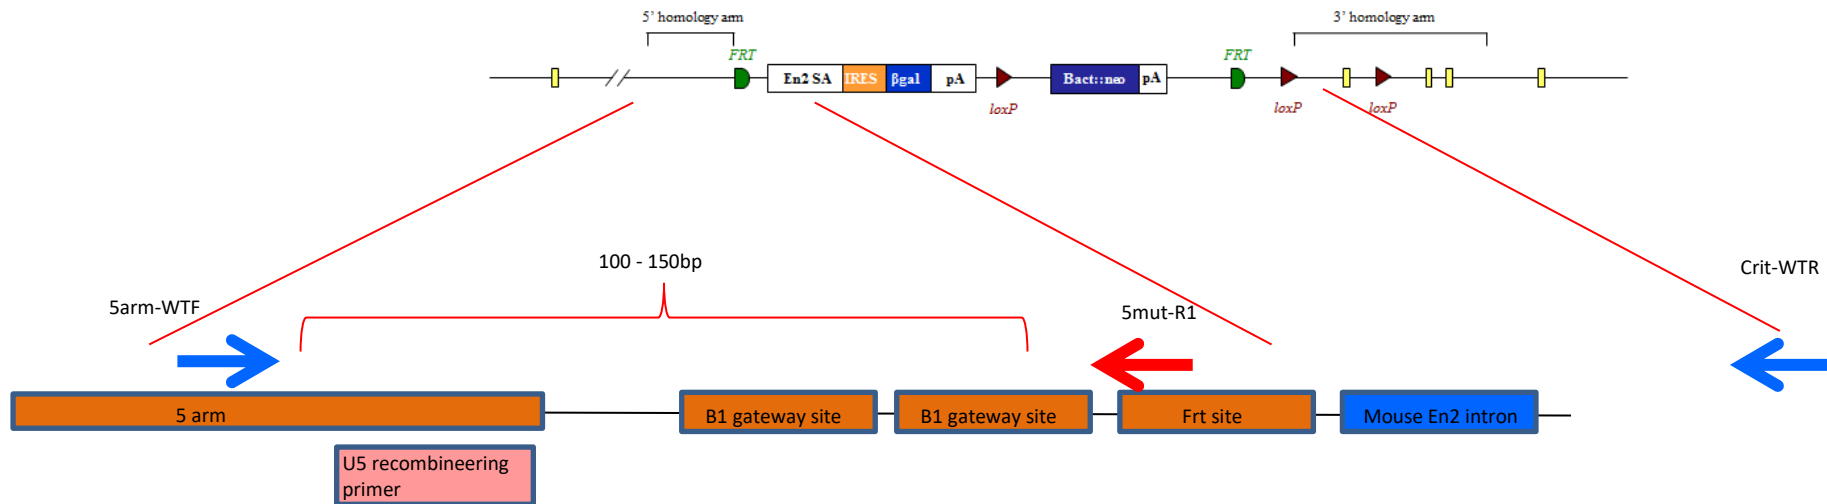 5' homology arm
3' homology arm
FRT
FRT
En2 SA
IRES
βgal
pA
Bact::neo
pA
loxP
loxP
loxP
100 - 150bp
Crit-WTR
5arm-WTF
5mut-R1
5 arm
B1 gateway site
B1 gateway site
Frt site
Mouse En2 intron
U5 recombineering
primer